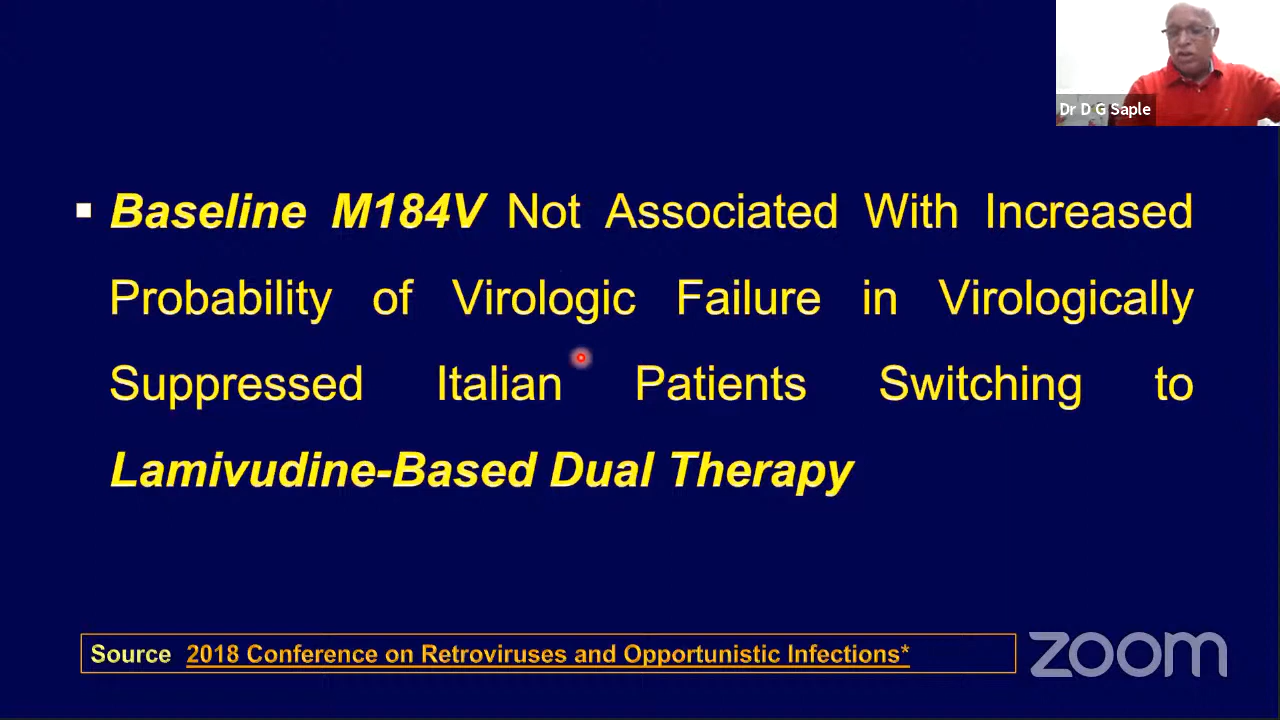 Dr D G Saple
Baseline M184V Not Associated With Increased
Probability of Virologic Failure in Virologically
Suppressed Italian Patients Switching to
Lamivudine-Based Dual Therapy
Source 2018 Conference on Retroviruses and Opportunistic Infections*
zoom